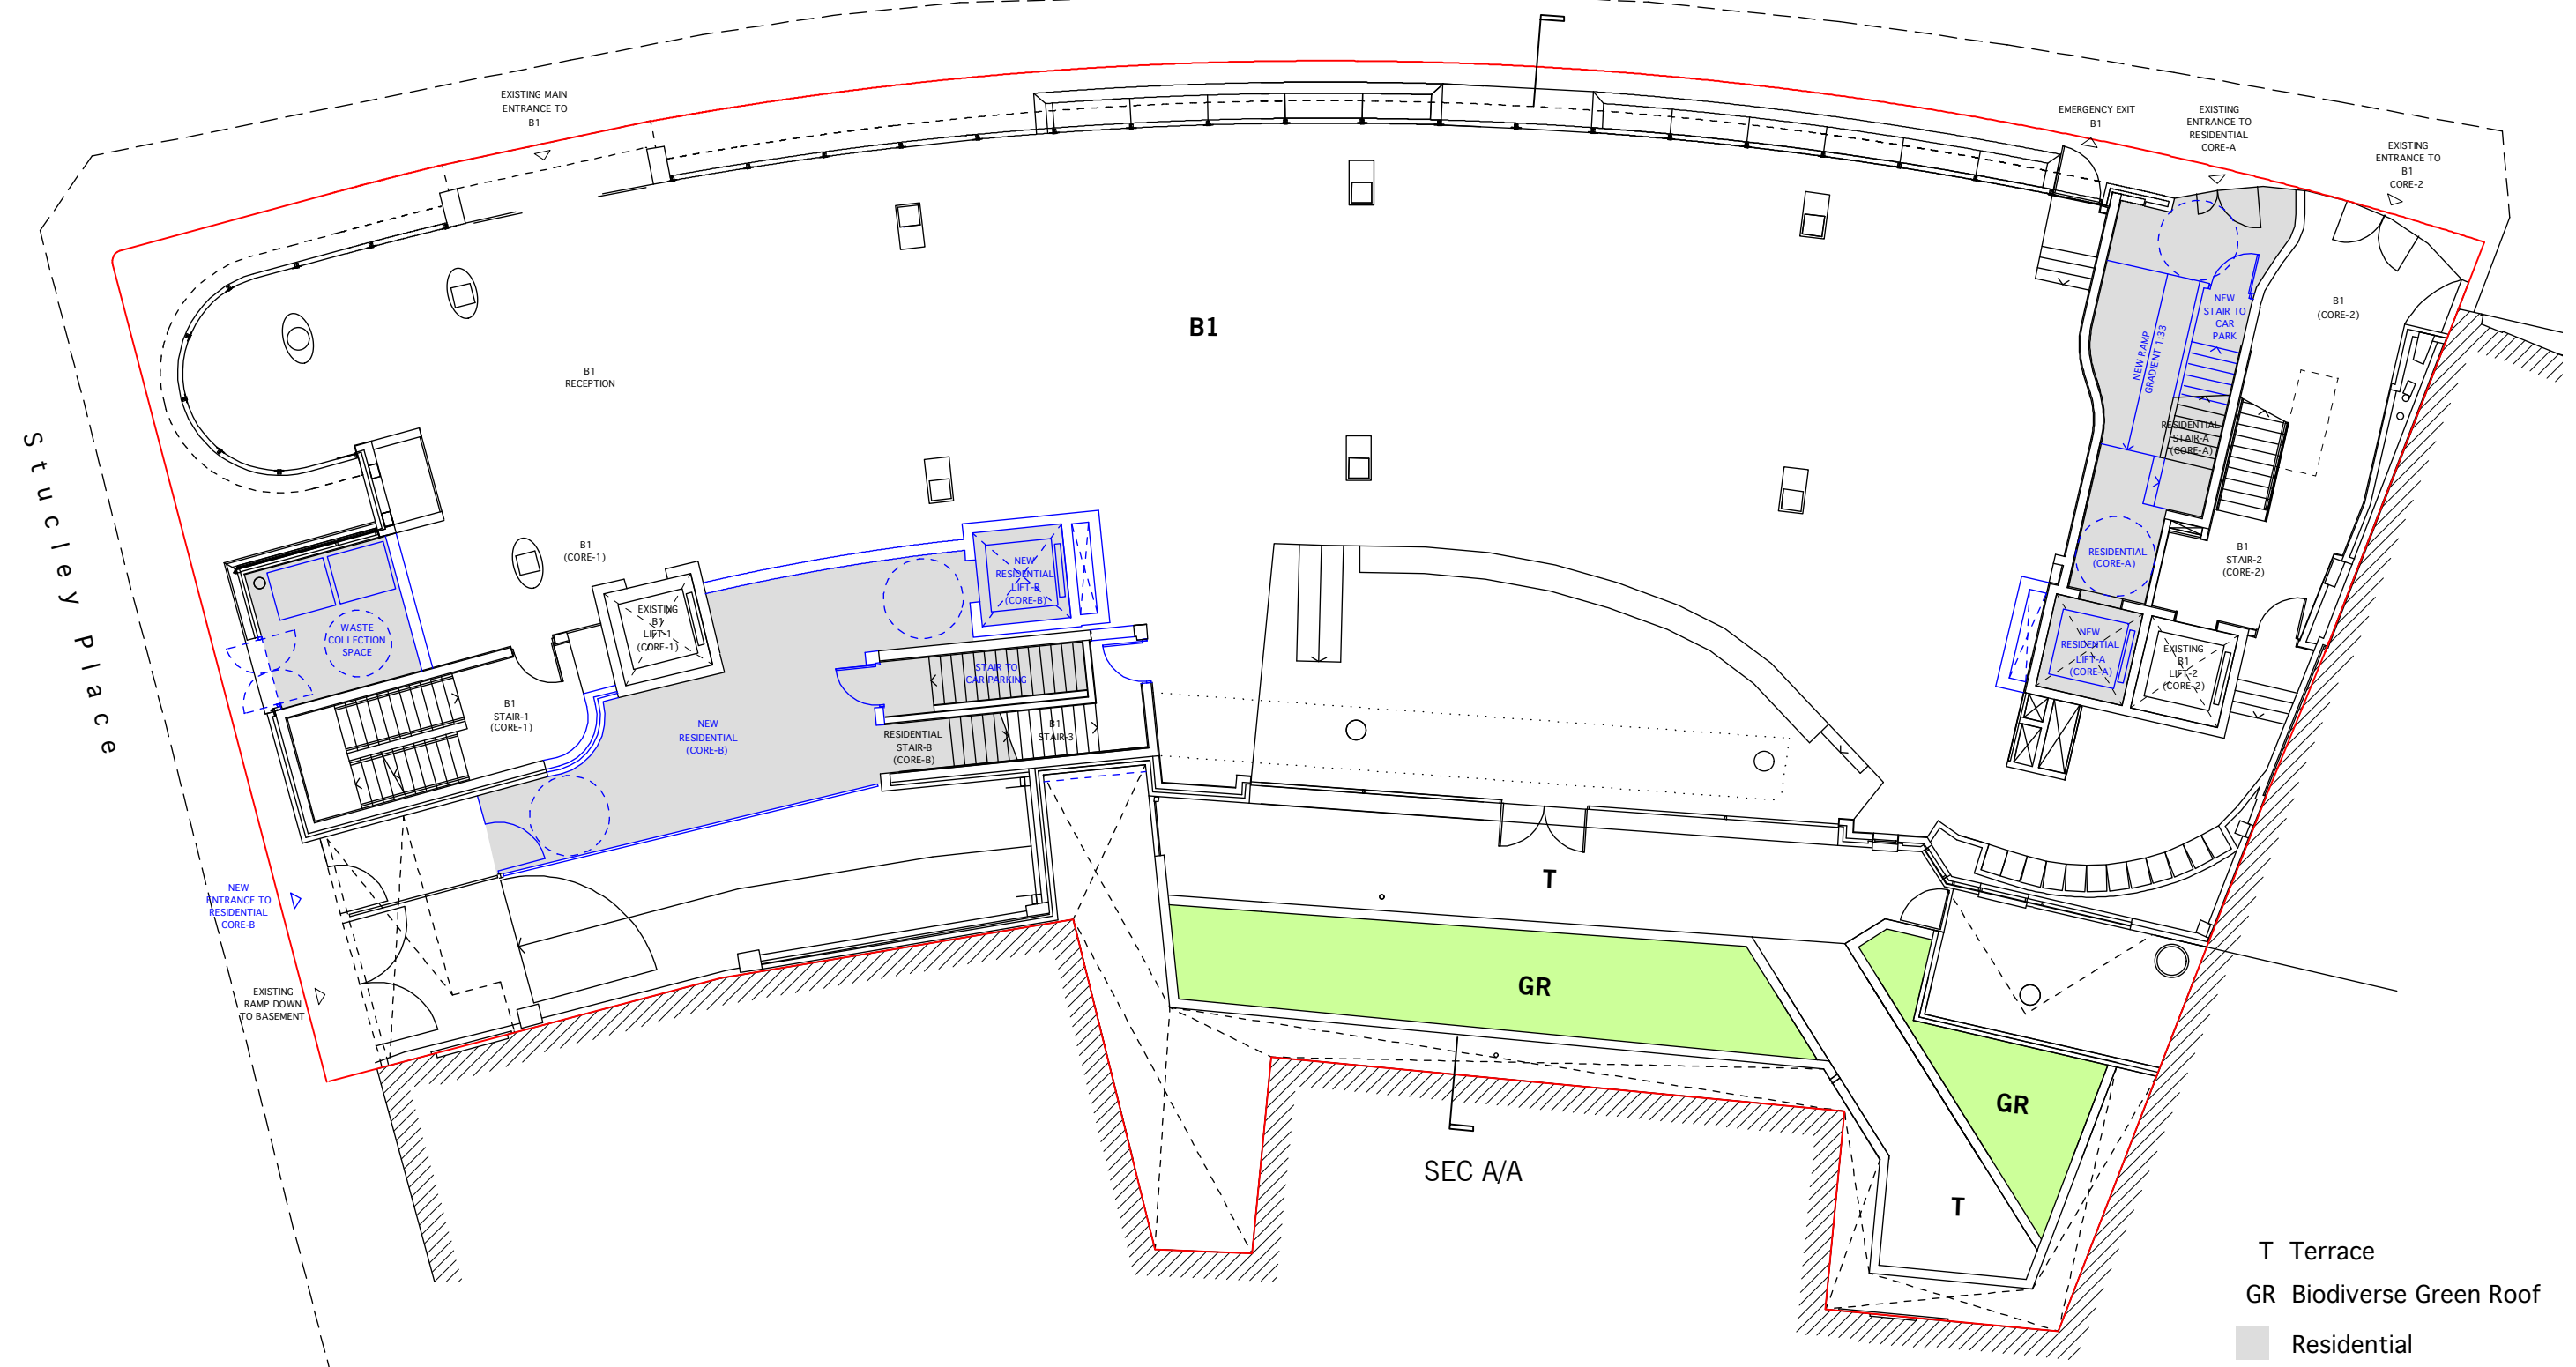 EXISTING MAIN
ENTRANCE TO
B1
EMERGENCY EXIT
B1
EXISTING
ENTRANCE TO
RESIDENTIAL
CORE-A
EXISTING
ENTRANCE TO
B1
CORE-2
B1
B1
RECEPTION
NEW
STAIR TO
CAR
PARK
B1
(CORE-2)
NEW RAMP
GRADIENT 1:33
RESIDENTIAL
STAIR-A
(CORE-A)
Stucley Place
B1
(CORE-1)
NEW
RESIDENTIAL
LIFT-B
(CORE-B)
RESIDENTIAL
(CORE-A)
B1
STAIR-2
(CORE-2)
WASTE
COLLECTION
SPACE
EXISTING
B1
LIFT-1
(CORE-1)
NEW
RESIDENTIAL
LIFT-A
(CORE-A)
EXISTING
B1
LIFT-2
(CORE-2)
STAIR TO
CAR PARKING
B1
STAIR-1
(CORE-1)
NEW
RESIDENTIAL
(CORE-B)
RESIDENTIAL
STAIR-B
(CORE-B)
B1
STAIR-3
NEW
ENTRANCE TO
RESIDENTIAL
CORE-B
EXISTING
RAMP DOWN
TO BASEMENT
T
GR
GR
T
SEC A/A
T Terrace
GR Biodiverse Green Roof
Residential